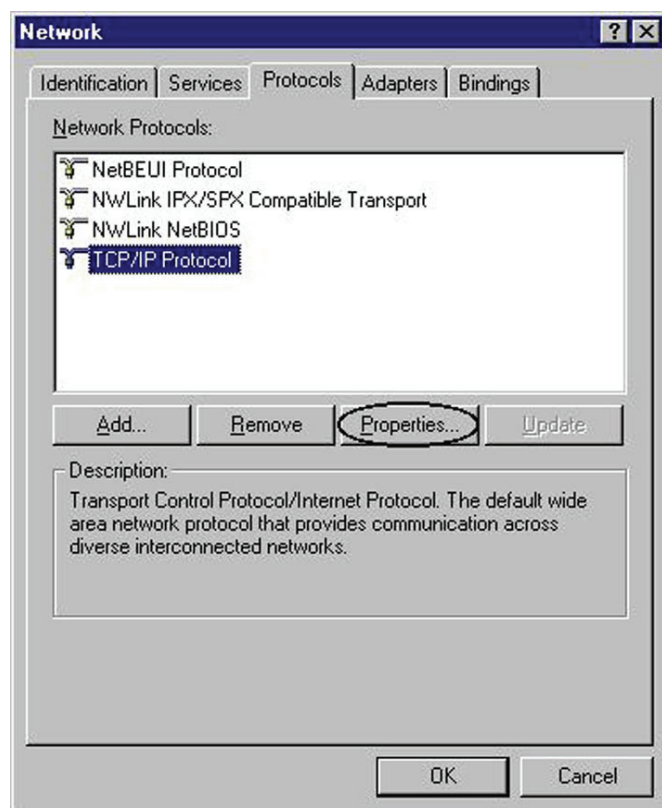 Network
Identification Services Protocols Adapters Bindings
Network Protocols:
NetBEUI Protocol
NWLink IPX/SPX Compatible Transport
NWLink NetBIOS
TCP/IP Protocol
Add... Remove Properties... Update
Description:
Transport Control Protocol/Internet Protocol. The default wide
area network protocol that provides communication across
diverse interconnected networks.
OK Cancel